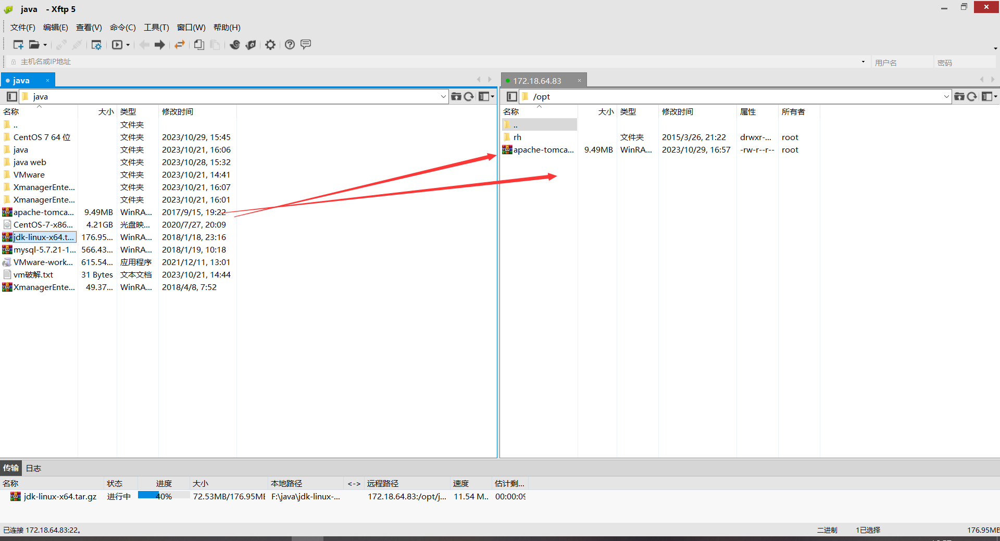 java - Xftp 5
文件(F) 编辑(E) 查看(V) 命令(C) 工具(T) 窗口(W) 帮助(H)
主机名或IP地址 用户名 密码
java × 172.18.64.83 ×
java /opt
名称 大小 类型 修改时间 名称 大小 类型 修改时间 属性 所有者
.. 文件夹 ..
CentOS 7 64 位 文件夹 2023/10/29, 15:45 rh 文件夹 2015/3/26, 21:22 drwxr-... root
java 文件夹 2023/10/21, 16:06 apache-tomca... 9.49MB WinRA... 2023/10/29, 16:57 -rw-r--r-- root
java web 文件夹 2023/10/28, 15:32
VMware 文件夹 2023/10/21, 14:41
XmanagerEnte... 文件夹 2023/10/21, 16:07
XmanagerEnte... 文件夹 2023/10/21, 16:01
apache-tomca... 9.49MB WinRA... 2017/9/15, 19:22
CentOS-7-x86... 4.21GB 光盘映... 2020/7/27, 20:09
jdk-linux-x64.t... 176.95... WinRA... 2018/1/18, 23:16
mysql-5.7.21-1... 566.43... WinRA... 2018/1/19, 10:18
VMware-work... 615.54... 应用程序 2021/12/11, 13:01
vm破解.txt 31 Bytes 文本文档 2023/10/21, 14:44
XmanagerEnte... 49.37... WinRA... 2018/4/8, 7:52
传输 日志
名称 状态 进度 大小 本地路径 <-> 远程路径 速度 估计剩...
jdk-linux-x64.tar.gz 进行中 40% 72.53MB/176.95ME F:\java\jdk-linux-... 172.18.64.83:/opt/j... 11.54 M... 00:00:09
已连接 172.18.64.83:22。 二进制 1已选择 176.95MB